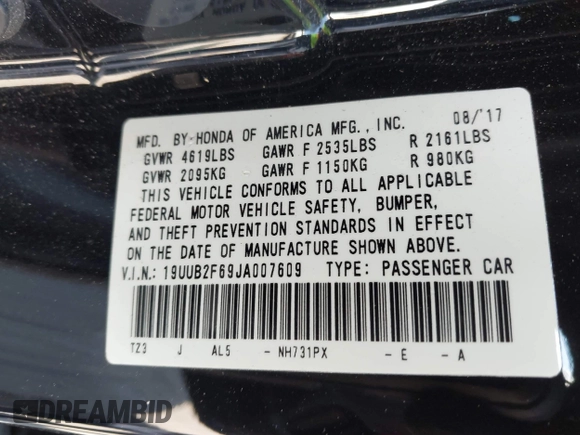 MFD. BY HONDA OF AMERICA MFG., INC. 08/'17
GVWR 4619LBS GAWR F 2535LBS R 2161LBS
GVWR 2095KG GAWR F 1150KG R 980KG
THIS VEHICLE CONFORMS TO ALL APPLICABLE
FEDERAL MOTOR VEHICLE SAFETY, BUMPER,
AND THEFT PREVENTION STANDARDS IN EFFECT
ON THE DATE OF MANUFACTURE SHOWN ABOVE.
V.I.N.: 19UUB2F69JA007609 TYPE: PASSENGER CAR
TZ3 J AL5 - NH731PX - E - A
DREAMBID